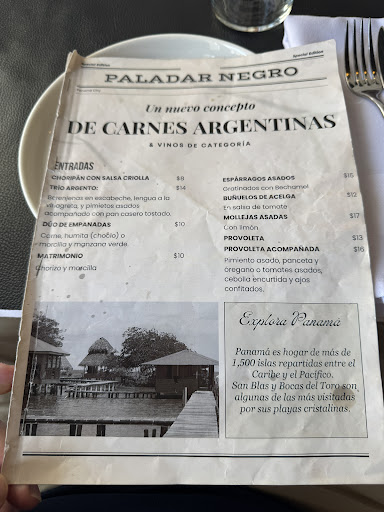 Special Edition
Special Edition
PALADAR NEGRO
Un nuevo concepto
DE CARNES ARGENTINAS
& VINOS DE CATEGORÍA
ENTRADAS
CHORIPÁN CON SALSA CRIOLLA $8
TRÍO ARGENTO: $14
Berenjenas en escabeche, lengua a la
vinagreta, y pimietos asados
acompañado con pan casero tostado.
DÚO DE EMPANADAS $10
Carne, humita (choclo) o
morcilla y manzana verde.
MATRIMONIO $10
Chorizo y morcilla
ESPÁRRAGOS ASADOS $15
Gratinados con Bechamel
BUÑUELOS DE ACELGA $12
En salsa de tomate
MOLLEJAS ASADAS $17
Con limón
PROVOLETA $13
PROVOLETA ACOMPAÑADA $16
Pimiento asado, panceta y
oregano o tomates asados,
cebolla encurtida y ajos
confitados.
Explora Panamá
Panamá es hogar de más de
1,500 islas repartidas entre el
Caribe y el Pacífico.
San Blas y Bocas del Toro son
algunas de las más visitadas
por sus playas cristalinas.